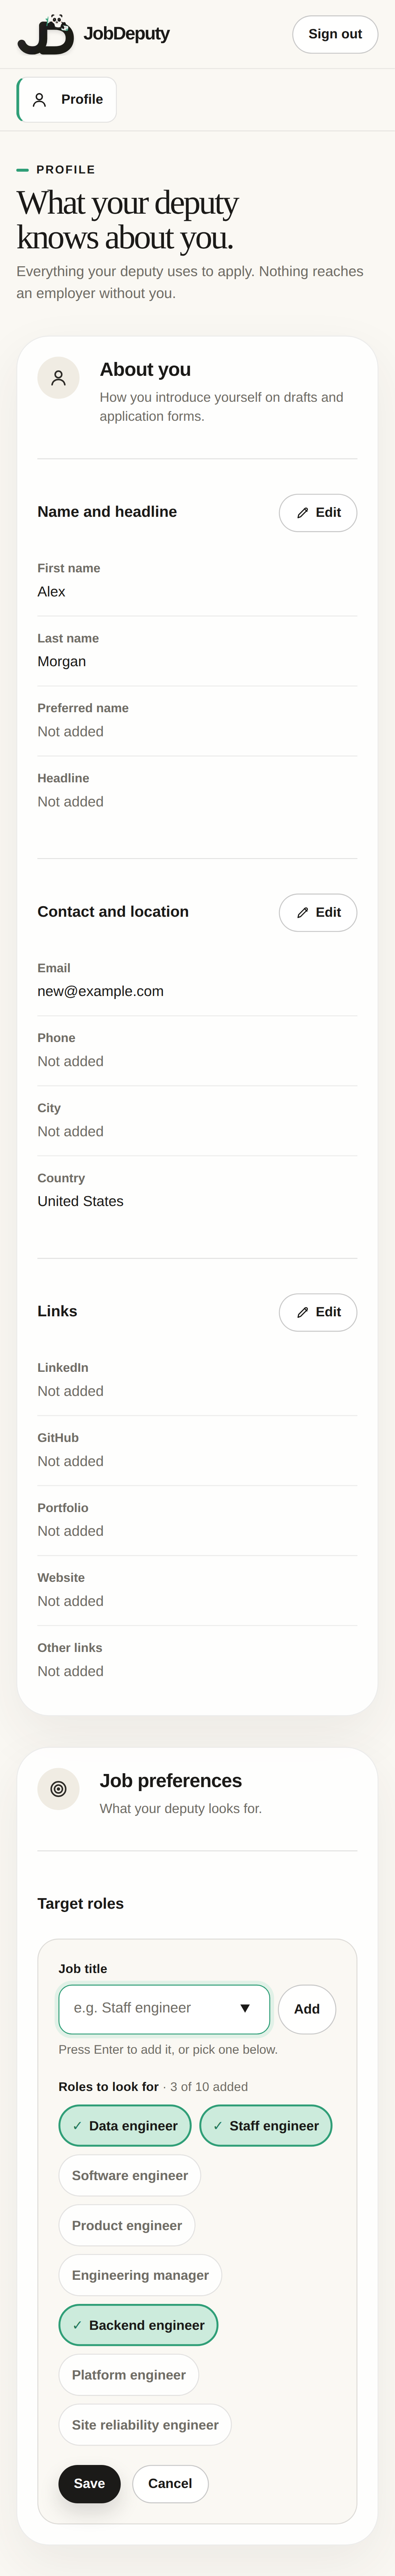 JobDeputy
Sign out
Profile
PROFILE
What your deputy
knows about you.
Everything your deputy uses to apply. Nothing reaches
an employer without you.
About you
How you introduce yourself on drafts and
application forms.
Name and headline
Edit
First name
Alex
Last name
Morgan
Preferred name
Not added
Headline
Not added
Contact and location
Edit
Email
new@example.com
Phone
Not added
City
Not added
Country
United States
Links
Edit
LinkedIn
Not added
GitHub
Not added
Portfolio
Not added
Website
Not added
Other links
Not added
Job preferences
What your deputy looks for.
Target roles
Job title
e.g. Staff engineer
Add
Press Enter to add it, or pick one below.
Roles to look for · 3 of 10 added
✓ Data engineer
✓ Staff engineer
Software engineer
Product engineer
Engineering manager
✓ Backend engineer
Platform engineer
Site reliability engineer
Save
Cancel